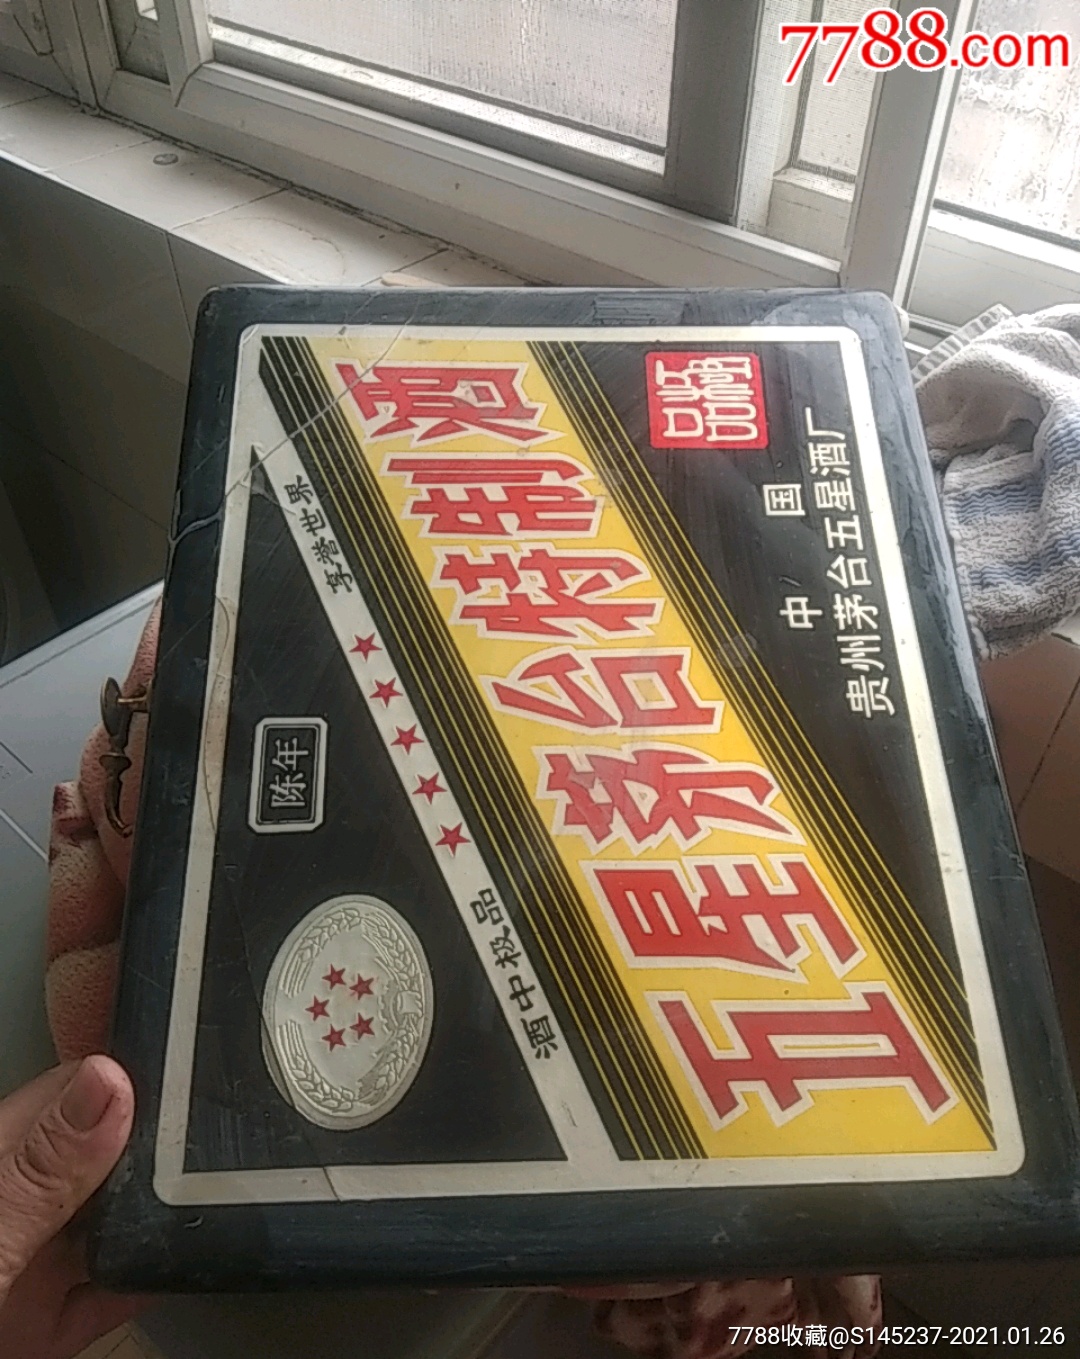 7788.com
极品
中国
贵州茅台五星酒厂
五星茅台特制酒
酒中极品
★★★★★
享誉世界
陈年
7788收藏@S145237-2021.01.26